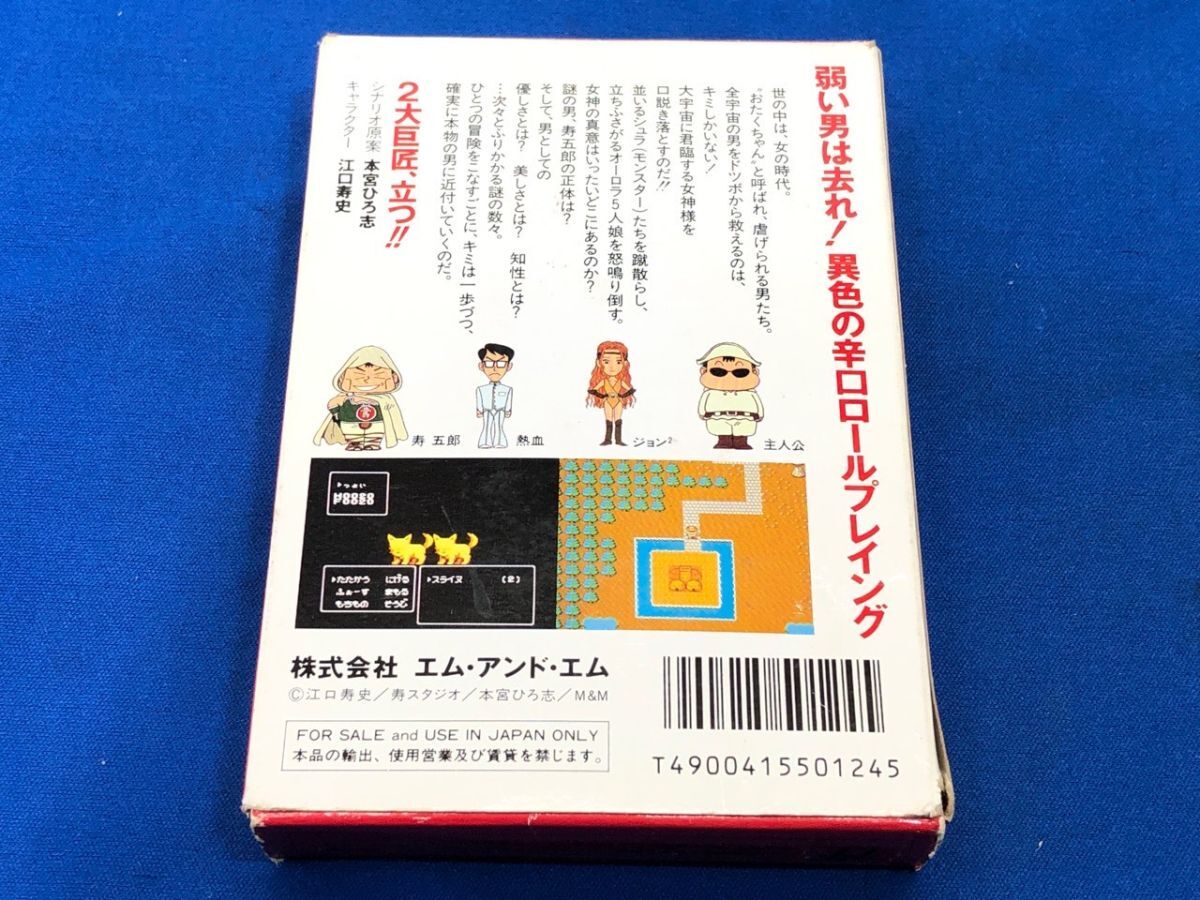 弱い男は去れ！異色の辛口ロールプレイング
世の中は、女の時代。
“おたくちゃん”と呼ばれ、虐げられる男たち。
全宇宙の男をドツボから救えるのは、
キミしかいない！
大宇宙に君臨する女神様を
口説き落とすのだ!!
並いるシュラ（モンスター）たちを蹴散らし、
立ちふさがるオーロラ5人娘を怒鳴り倒す。
女神の真意はいったいどこにあるのか？
謎の男、寿五郎の正体は？
そして、男としての
優しさとは？　美しさとは？　知性とは？
…次々とふりかかる謎の数々。
ひとつの冒険をこなすごとに、キミは一歩づつ、
確実に本物の男に近付いていくのだ。
2大巨匠、立つ!!
シナリオ原案 本宮ひろ志
キャラクター 江口寿史
寿 五郎
熱血
ジョン²
主人公
▶たたかう　にげる
ふぉーす　まもる
もちもの　そうび
▶スライヌ　(2)
株式会社 エム・アンド・エム
©江口寿史／寿スタジオ／本宮ひろ志／M&M
FOR SALE and USE IN JAPAN ONLY
本品の輸出、使用営業及び賃貸を禁じます。
T4900415501245